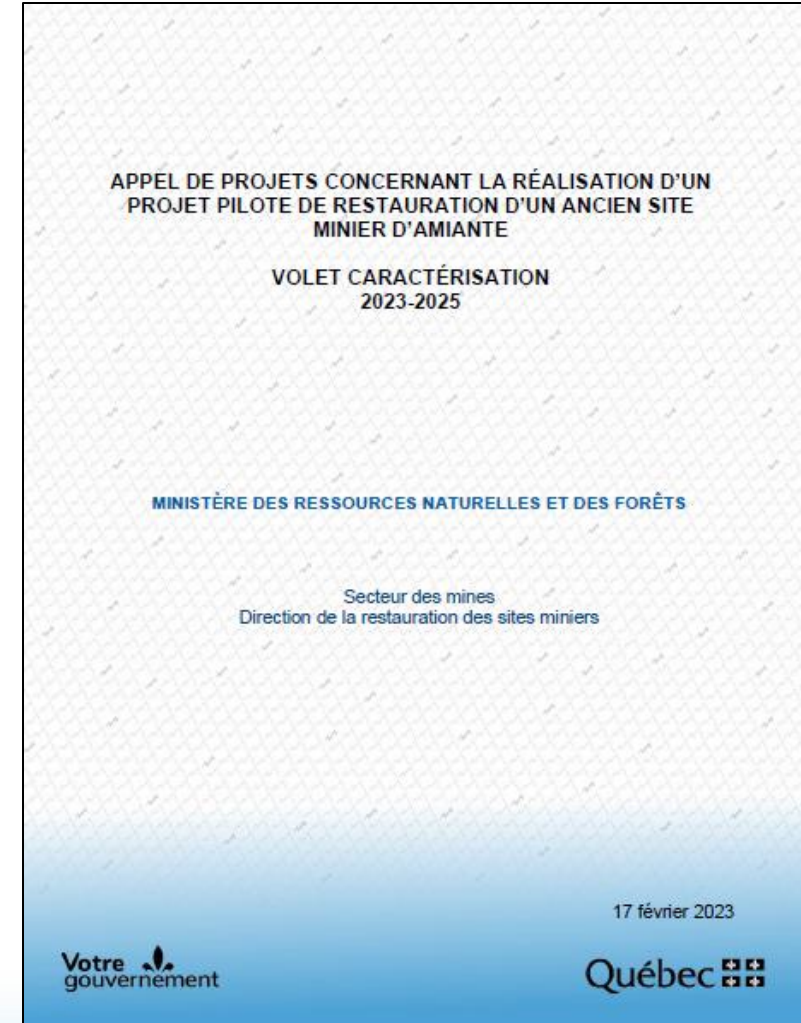 APPEL DE PROJETS CONCERNANT LA RÉALISATION D'UN
PROJET PILOTE DE RESTAURATION D'UN ANCIEN SITE
MINIER D'AMIANTE
VOLET CARACTÉRISATION
2023-2025
MINISTÈRE DES RESSOURCES NATURELLES ET DES FORÊTS
Secteur des mines
Direction de la restauration des sites miniers
17 février 2023
Votre
gouvernement
Québec